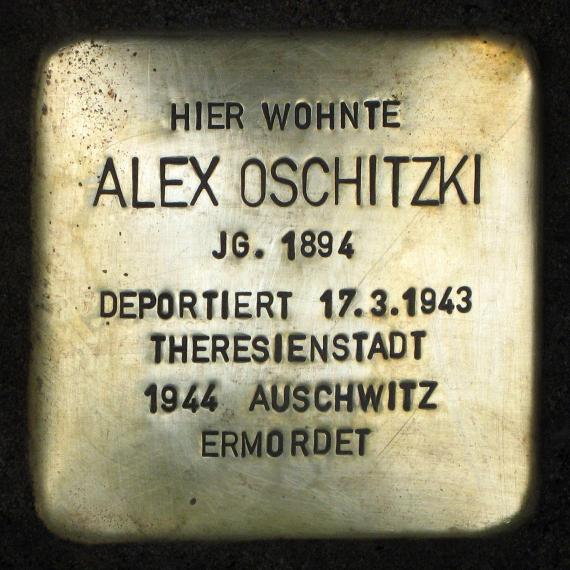 HIER WOHNTE
ALEX OSCHITZKI
JG. 1894
DEPORTIERT 17.3.1943
THERESIENSTADT
1944 AUSCHWITZ
ERMORDET